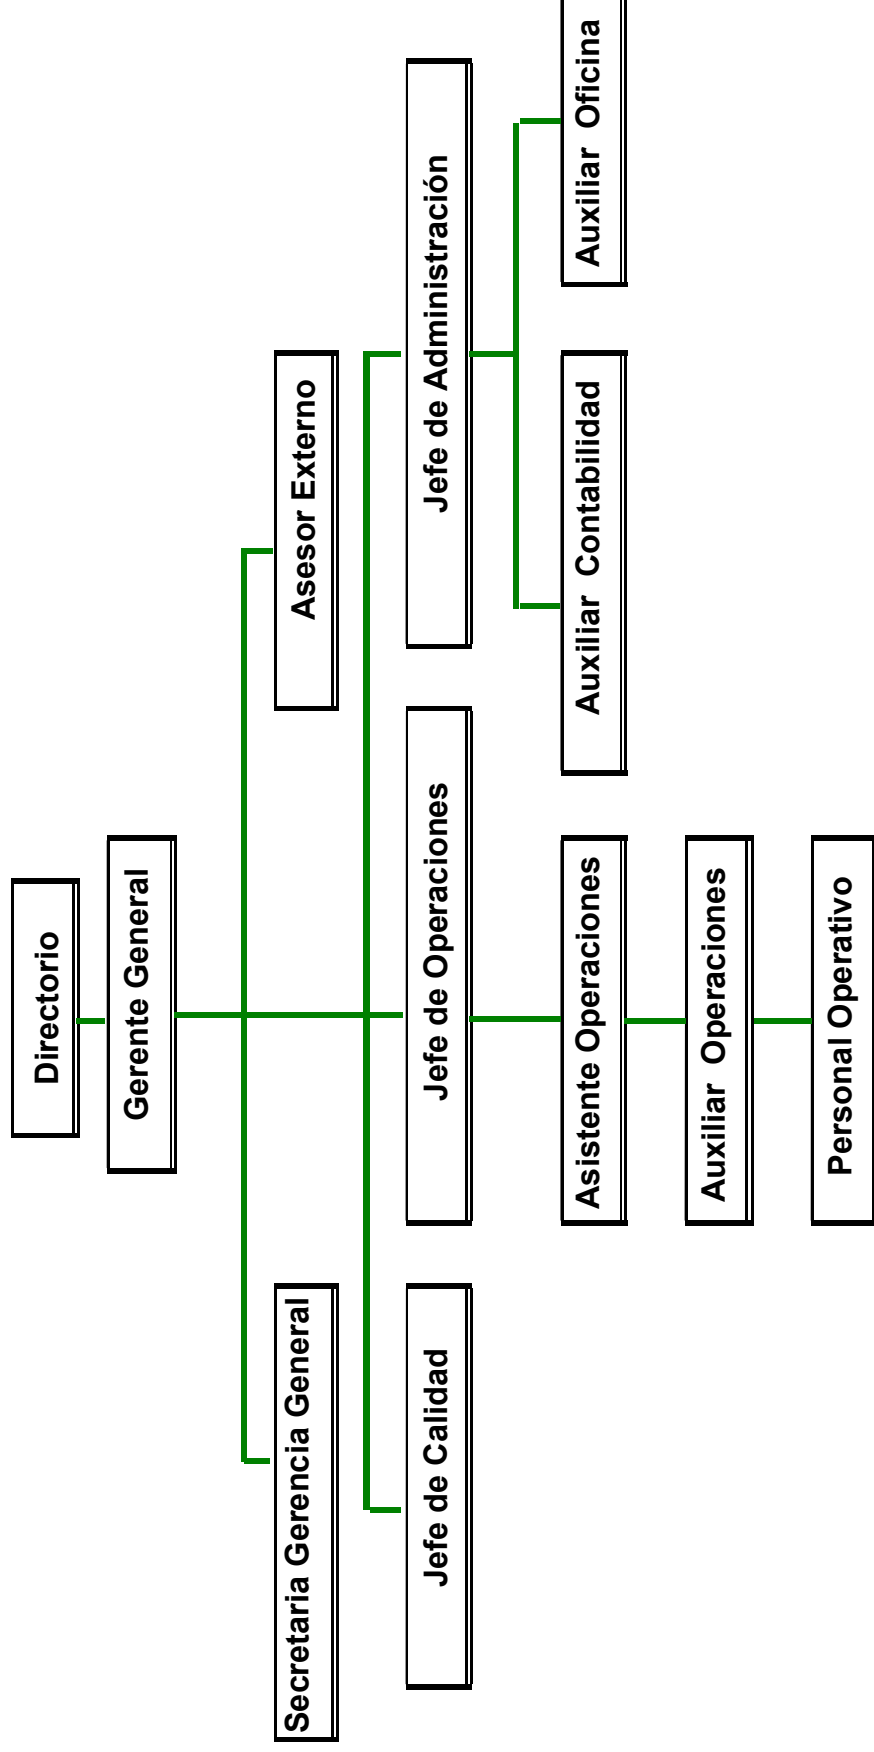 Directorio
Gerente General
Secretaria Gerencia General
Asesor Externo
Jefe de Calidad
Jefe de Operaciones
Jefe de Administración
Asistente Operaciones
Auxiliar Contabilidad
Auxiliar Oficina
Auxiliar Operaciones
Personal Operativo